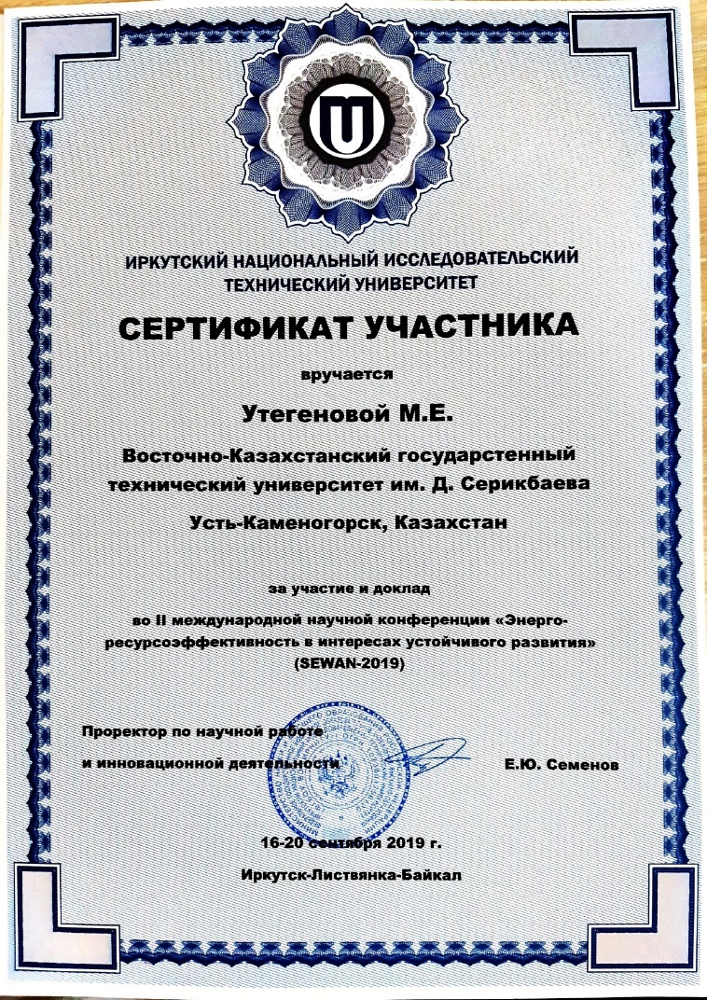 ИРКУТСКИЙ НАЦИОНАЛЬНЫЙ ИССЛЕДОВАТЕЛЬСКИЙ
ТЕХНИЧЕСКИЙ УНИВЕРСИТЕТ
СЕРТИФИКАТ УЧАСТНИКА
вручается
Утегеновой М.Е.
Восточно-Казахстанский государстенный
технический университет им. Д. Серикбаева
Усть-Каменогорск, Казахстан
за участие и доклад
во II международной научной конференции «Энерго-
ресурсоэффективность в интересах устойчивого развития»
(SEWAN-2019)
Проректор по научной работе
и инновационной деятельности Е.Ю. Семенов
16-20 сентября 2019 г.
Иркутск-Листвянка-Байкал